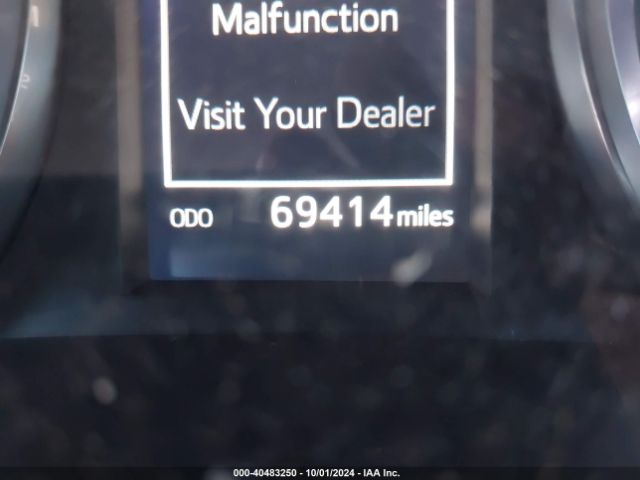 Malfunction
Visit Your Dealer
ODO 69414 miles
000-40483250 - 10/01/2024 - IAA Inc.